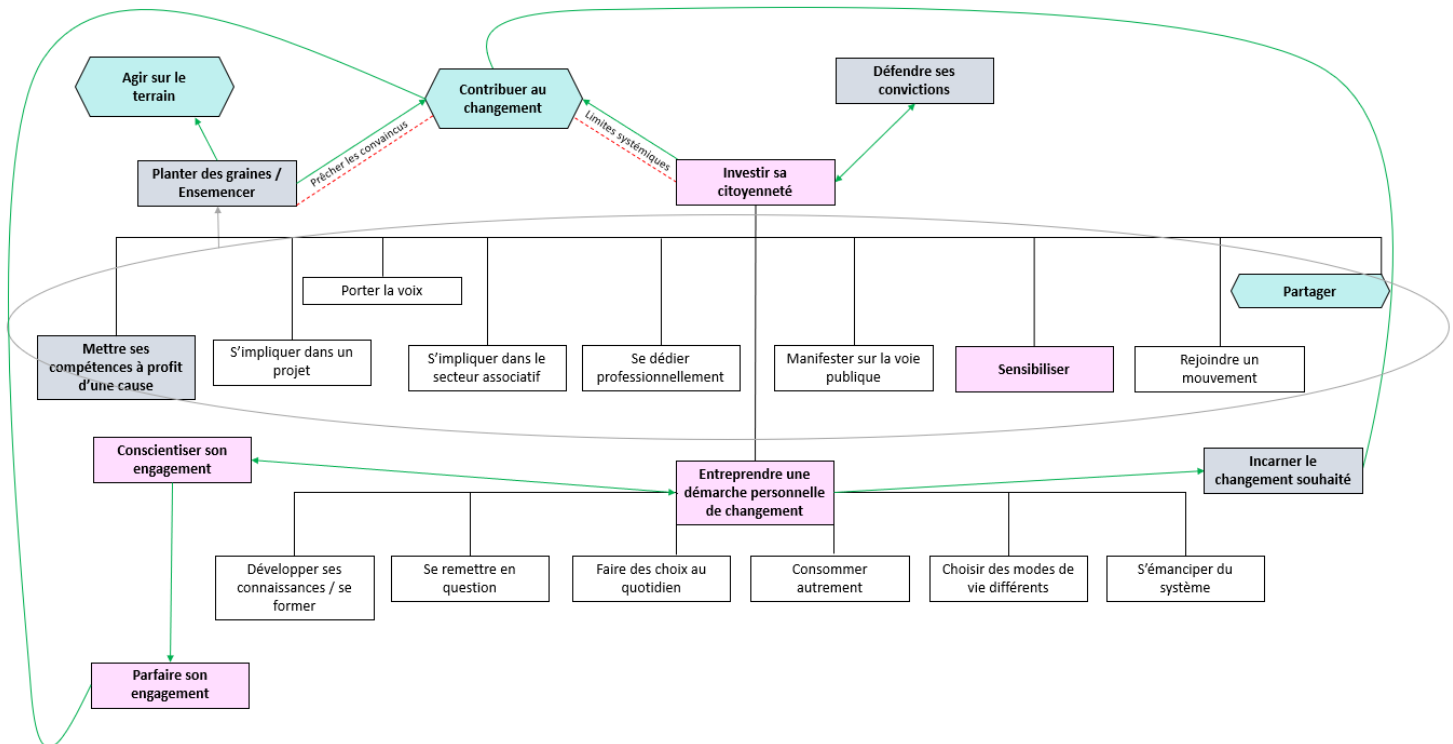 Agir sur le
terrain
Contribuer au
changement
Défendre ses
convictions
Prêcher les convaincus
Limites systémiques
Planter des graines /
Ensemencer
Investir sa
citoyenneté
Porter la voix
Partager
Mettre ses
compétences à profit
d’une cause
S’impliquer dans un
projet
S’impliquer dans le
secteur associatif
Se dédier
professionnellement
Manifester sur la voie
publique
Sensibiliser
Rejoindre un
mouvement
Conscientiser son
engagement
Entreprendre une
démarche personnelle
de changement
Incarner le
changement souhaité
Développer ses
connaissances / se
former
Se remettre en
question
Faire des choix au
quotidien
Consommer
autrement
Choisir des modes de
vie différents
S’émanciper du
système
Parfaire son
engagement